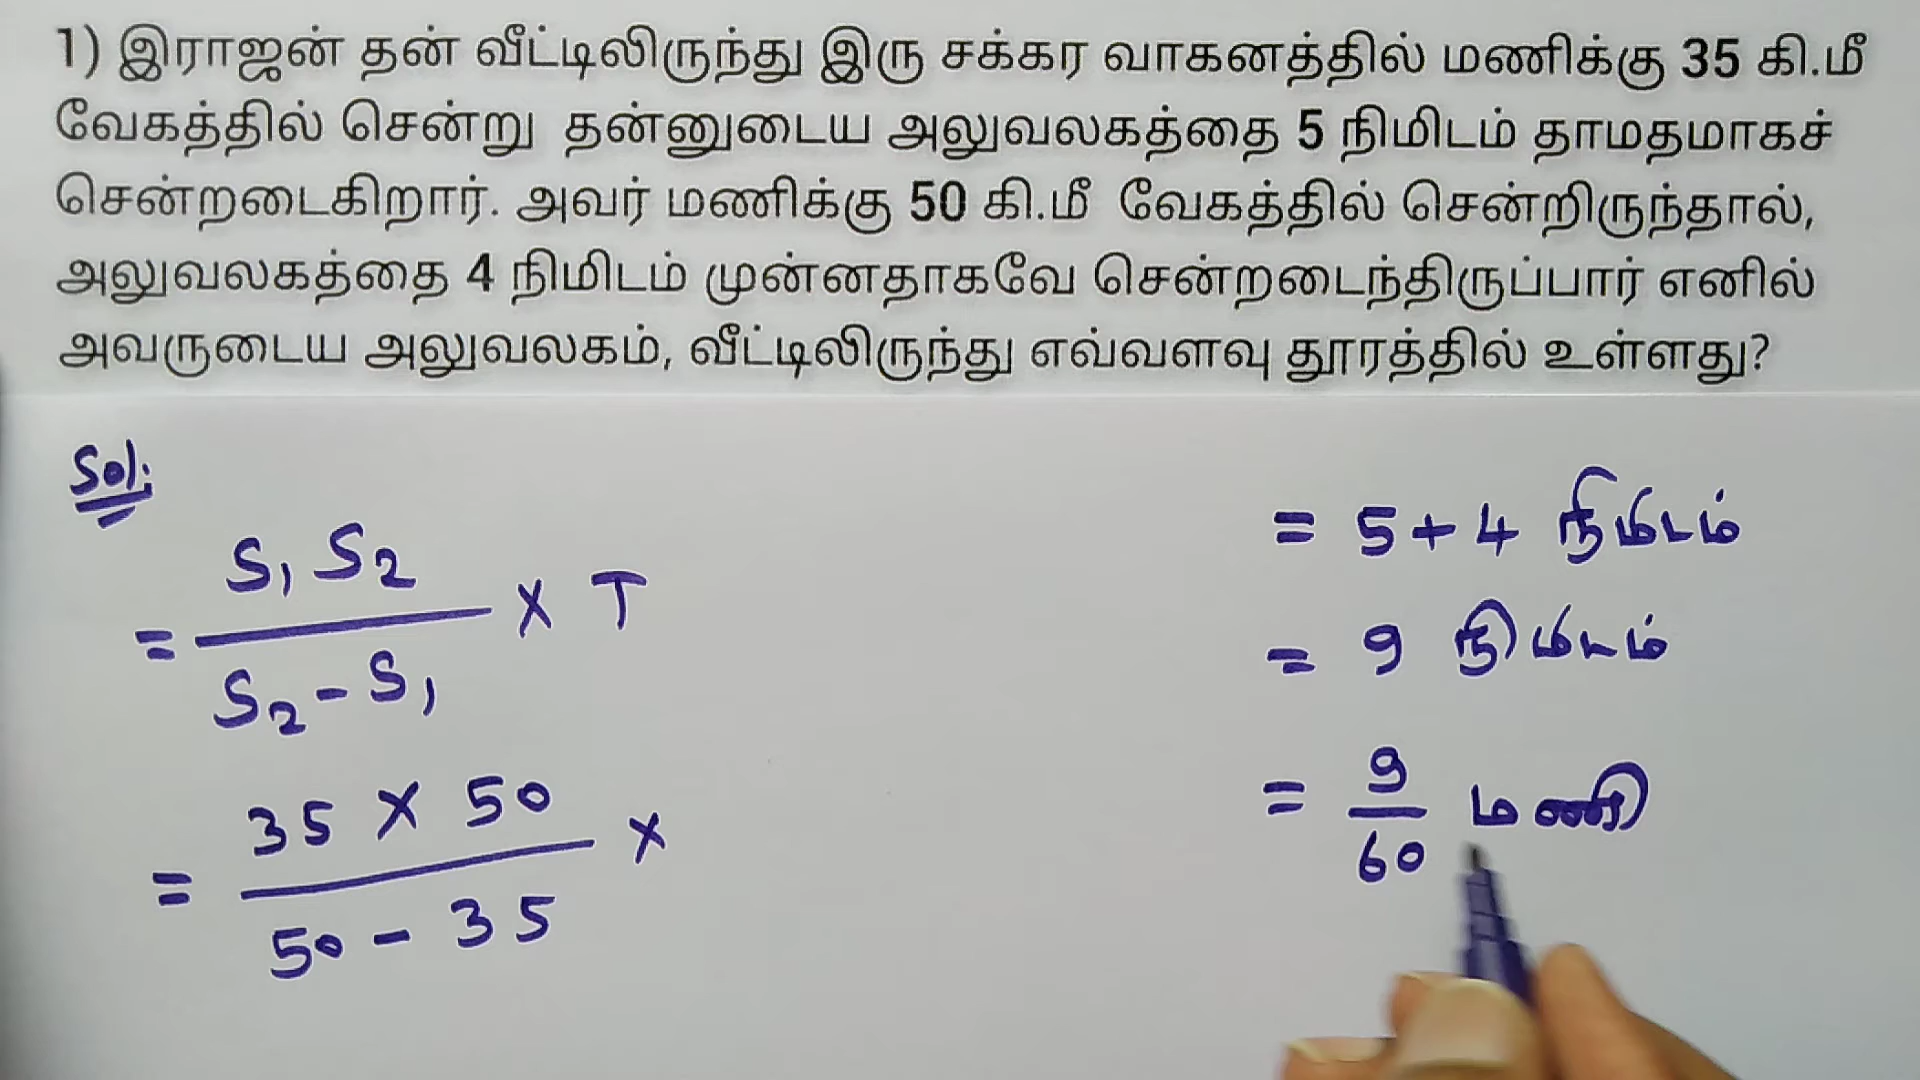 1) இராஜன் தன் வீட்டிலிருந்து இரு சக்கர வாகனத்தில் மணிக்கு 35 கி.மீ
வேகத்தில் சென்று தன்னுடைய அலுவலகத்தை 5 நிமிடம் தாமதமாகச்
சென்றடைகிறார். அவர் மணிக்கு 50 கி.மீ வேகத்தில் சென்றிருந்தால்,
அலுவலகத்தை 4 நிமிடம் முன்னதாகவே சென்றடைந்திருப்பார் எனில்
அவருடைய அலுவலகம், வீட்டிலிருந்து எவ்வளவு தூரத்தில் உள்ளது?
Sol:
= S₁ S₂ / S₂ - S₁ × T
= 35 × 50 / 50 - 35 ×
= 5 + 4 நிமிடம்
= 9 நிமிடம்
= 9/60 மணி